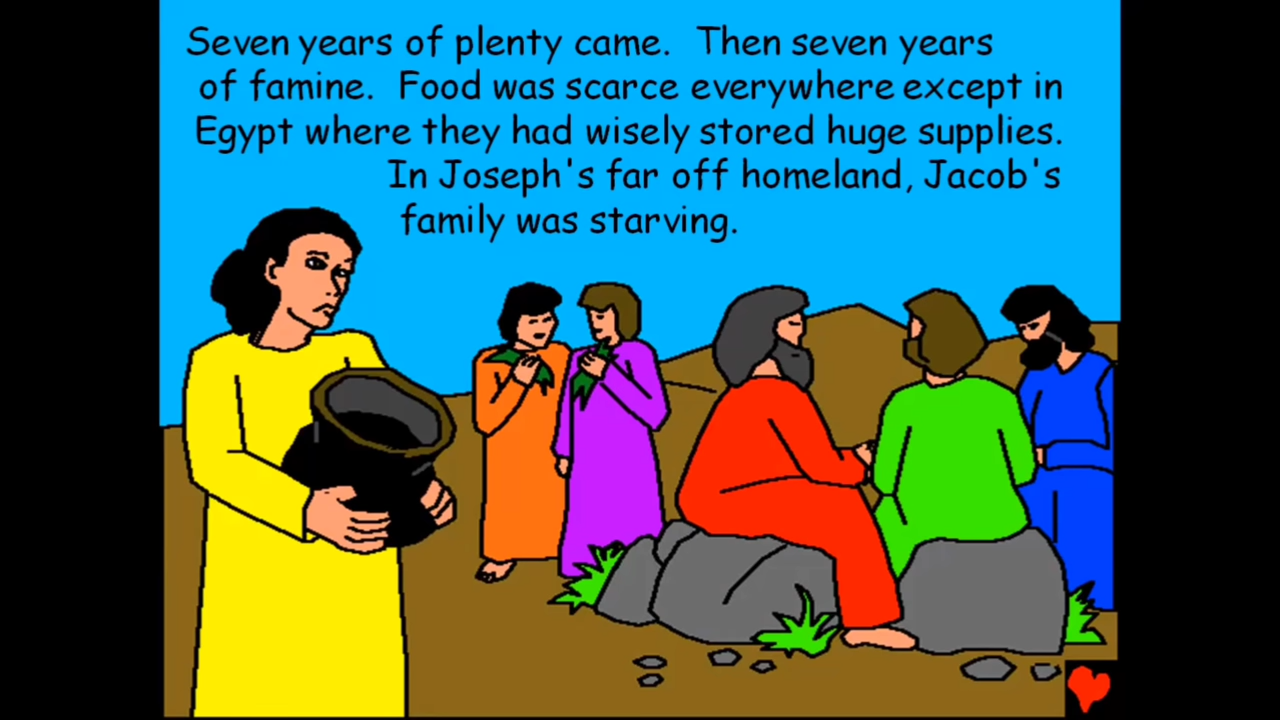 Seven years of plenty came. Then seven years
of famine. Food was scarce everywhere except in
Egypt where they had wisely stored huge supplies.
In Joseph's far off homeland, Jacob's
family was starving.